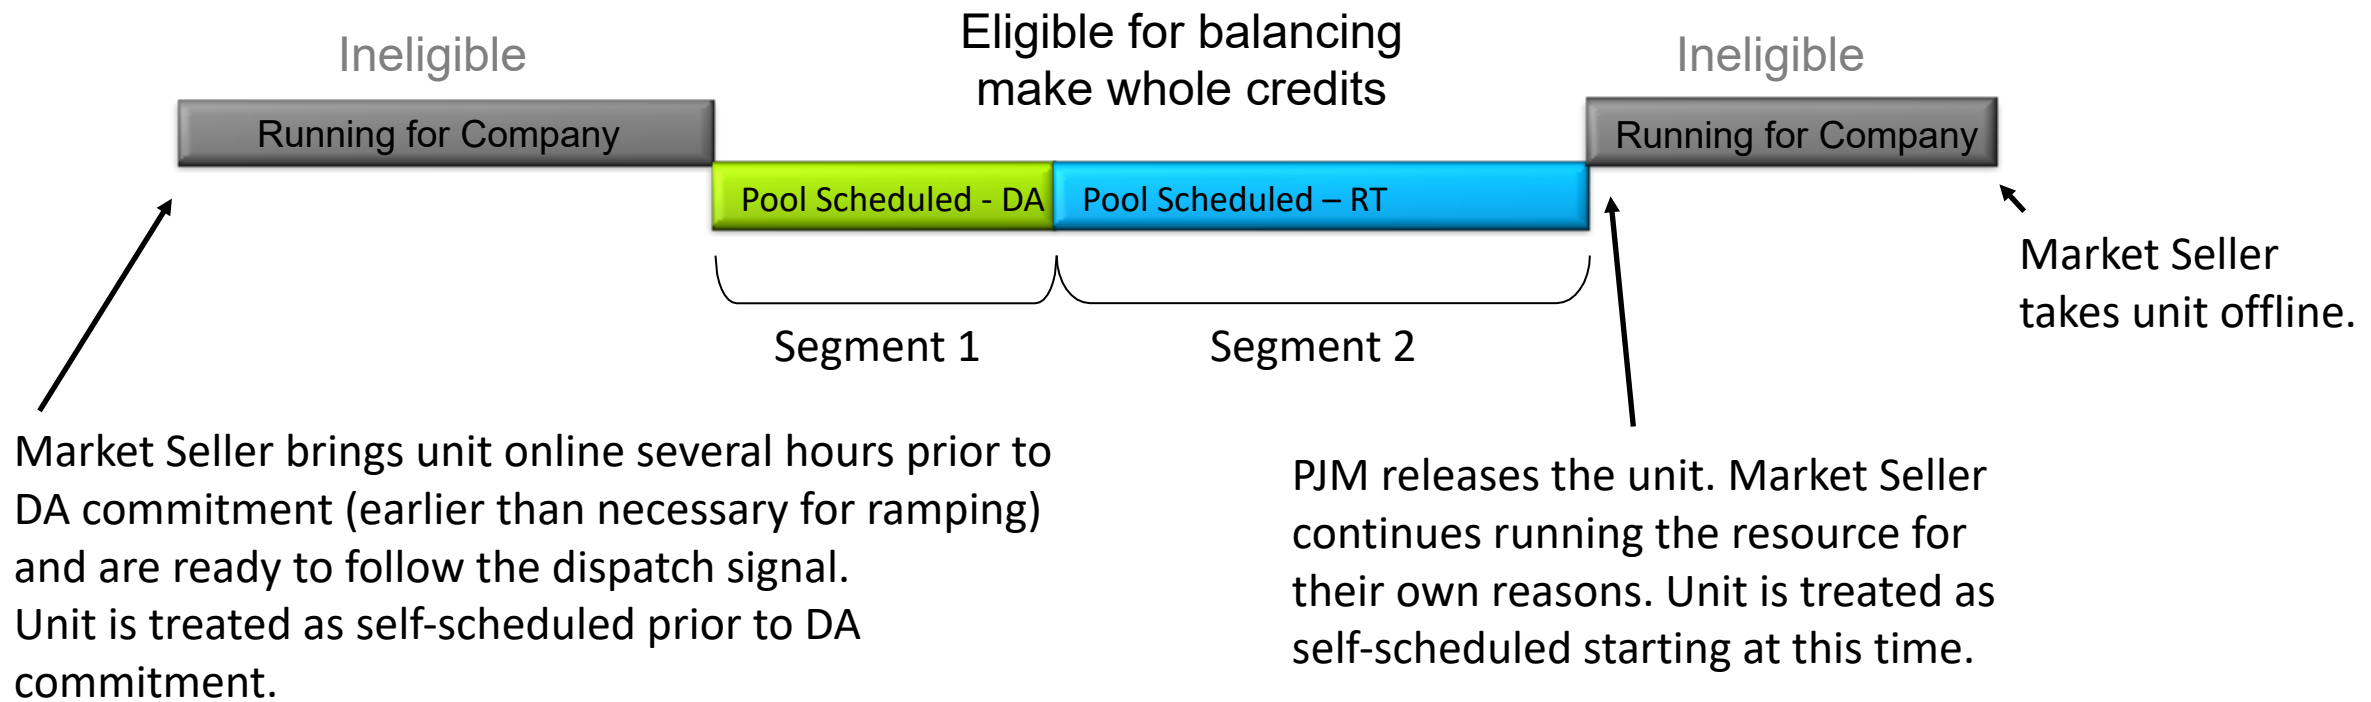 Ineligible
Eligible for balancing
make whole credits
Ineligible
Running for Company
Running for Company
Pool Scheduled - DA
Pool Scheduled – RT
Segment 1
Segment 2
Market Seller
takes unit offline.
Market Seller brings unit online several hours prior to
DA commitment (earlier than necessary for ramping)
and are ready to follow the dispatch signal.
Unit is treated as self-scheduled prior to DA
commitment.
PJM releases the unit. Market Seller
continues running the resource for
their own reasons. Unit is treated as
self-scheduled starting at this time.